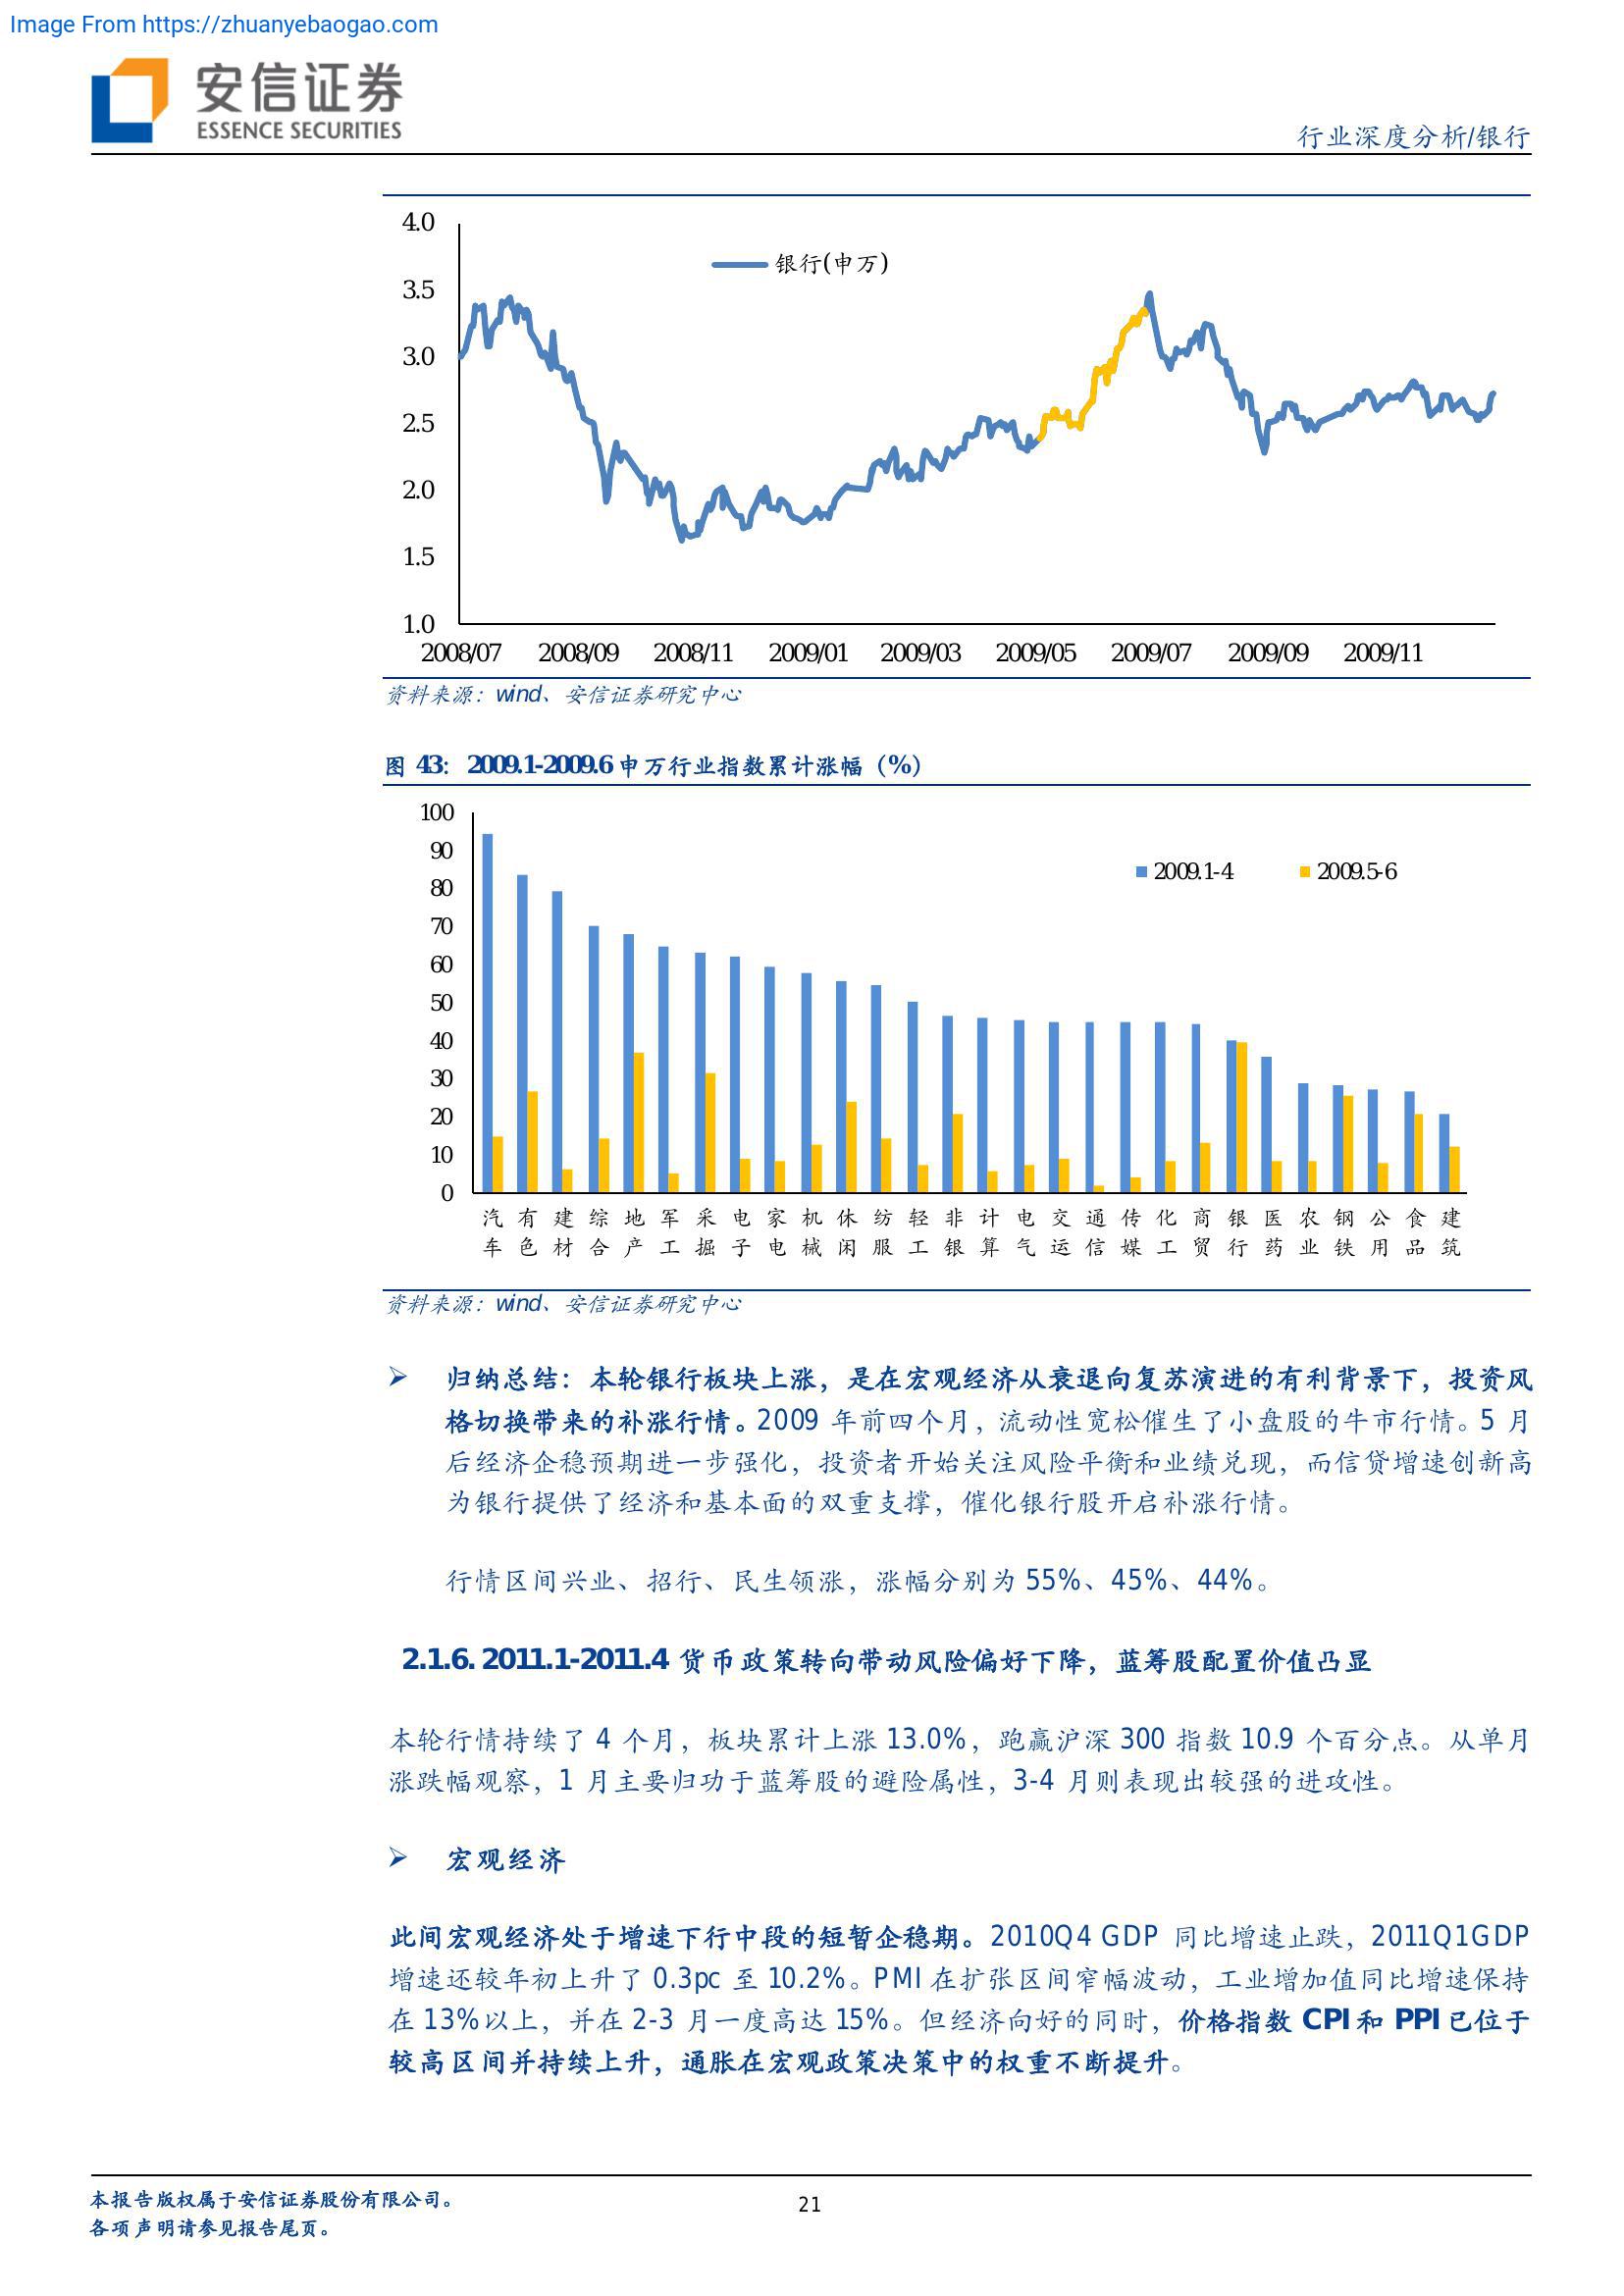 Image From https://zhuanyebaogao.com
安信证券
ESSENCE SECURITIES
行业深度分析/银行
4.0
银行(申万)
3.5
3.0
2.5
2.0
1.5
1.0
2008/07 2008/09 2008/11 2009/01 2009/03 2009/05 2009/07 2009/09 2009/11
资料来源：wind、安信证券研究中心
图 43：2009.1-2009.6 申万行业指数累计涨幅（%）
100
90
2009.1-4 2009.5-6
80
70
60
50
40
30
20
10
0
汽车 有色 建材 综合 地产 军工 采掘 电子 家电 机械 休闲 纺服 轻工 非银 计算 电气 交运 通信 传媒 化工 商贸 银行 医药 农业 钢铁 公用 食品 建筑
资料来源：wind、安信证券研究中心
➢ 归纳总结：本轮银行板块上涨，是在宏观经济从衰退向复苏演进的有利背景下，投资风
格切换带来的补涨行情。2009 年前四个月，流动性宽松催生了小盘股的牛市行情。5 月
后经济企稳预期进一步强化，投资者开始关注风险平衡和业绩兑现，而信贷增速创新高
为银行提供了经济和基本面的双重支撑，催化银行股开启补涨行情。
行情区间兴业、招行、民生领涨，涨幅分别为 55%、45%、44%。
2.1.6. 2011.1-2011.4 货币政策转向带动风险偏好下降，蓝筹股配置价值凸显
本轮行情持续了 4 个月，板块累计上涨 13.0%，跑赢沪深 300 指数 10.9 个百分点。从单月
涨跌幅观察，1 月主要归功于蓝筹股的避险属性，3-4 月则表现出较强的进攻性。
➢ 宏观经济
此间宏观经济处于增速下行中段的短暂企稳期。2010Q4 GDP 同比增速止跌，2011Q1GDP
增速还较年初上升了 0.3pc 至 10.2%。PMI 在扩张区间窄幅波动，工业增加值同比增速保持
在 13%以上，并在 2-3 月一度高达 15%。但经济向好的同时，价格指数 CPI 和 PPI 已位于
较高区间并持续上升，通胀在宏观政策决策中的权重不断提升。
本报告版权属于安信证券股份有限公司。
21
各项声明请参见报告尾页。